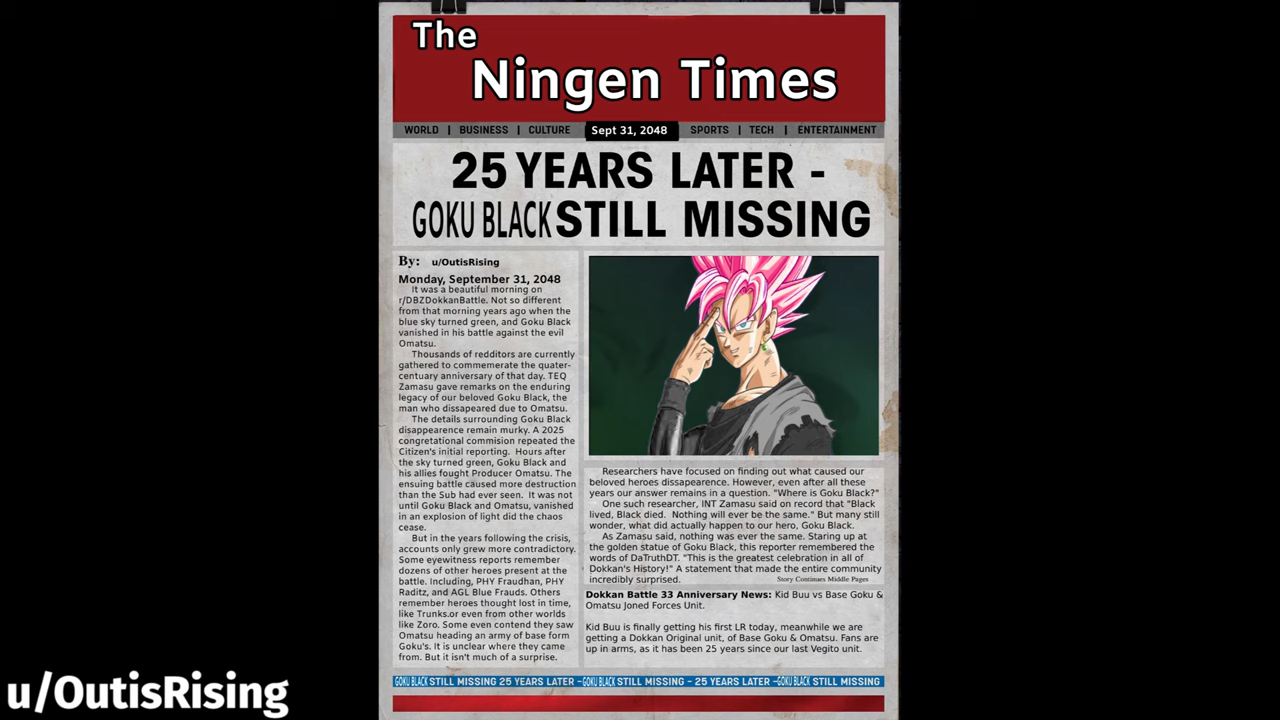 The
Ningen Times
WORLD | BUSINESS | CULTURE Sept 31, 2048 SPORTS | TECH | ENTERTAINMENT
25 YEARS LATER -
GOKU BLACK STILL MISSING
By: u/OutisRising
Monday, September 31, 2048
It was a beautiful morning on
r/DBZDokkanBattle. Not so different
from that morning years ago when the
blue sky turned green, and Goku Black
vanished in his battle against the evil
Omatsu.
Thousands of redditors are currently
gathered to commemorate the quater-
centuary anniversary of that day. TEQ
Zamasu gave remarks on the enduring
legacy of our beloved Goku Black, the
man who dissapeared due to Omatsu.
The details surrounding Goku Black
disappearence remain murky. A 2025
congretational commision repeated the
Citizen's initial reporting. Hours after
the sky turned green, Goku Black and
his allies fought Producer Omatsu. The
ensuing battle caused more destruction
than the Sub had ever seen. It was not
until Goku Black and Omatsu, vanished
in an explosion of light did the chaos
cease.
But in the years following the crisis,
accounts only grew more contradictory.
Some eyewitness reports remember
dozens of other heroes present at the
battle. Including, PHY Fraudhan, PHY
Raditz, and AGL Blue Frauds. Others
remember heroes thought lost in time,
like Trunks.or even from other worlds
like Zoro. Some even contend they saw
Omatsu heading an army of base form
Goku's. It is unclear where they came
from. But it isn't much of a surprise.
Researchers have focused on finding out what caused our
beloved heroes dissapearence. However, even after all these
years our answer remains in a question. "Where is Goku Black?"
One such researcher, INT Zamasu said on record that "Black
lived, Black died. Nothing will ever be the same." But many still
wonder, what did actually happen to our hero, Goku Black.
As Zamasu said, nothing was ever the same. Staring up at
the golden statue of Goku Black, this reporter remembered the
words of DaTruthDT. "This is the greatest celebration in all of
Dokkan's History!" A statement that made the entire community
incredibly surprised. Story Continues Middle Pages
Dokkan Battle 33 Anniversary News: Kid Buu vs Base Goku &
Omatsu Joned Forces Unit.
Kid Buu is finally getting his first LR today, meanwhile we are
getting a Dokkan Original unit, of Base Goku & Omatsu. Fans are
up in arms, as it has been 25 years since our last Vegito unit.
GOKU BLACK STILL MISSING 25 YEARS LATER -GOKU BLACK STILL MISSING - 25 YEARS LATER -GOKU BLACK STILL MISSING
u/OutisRising